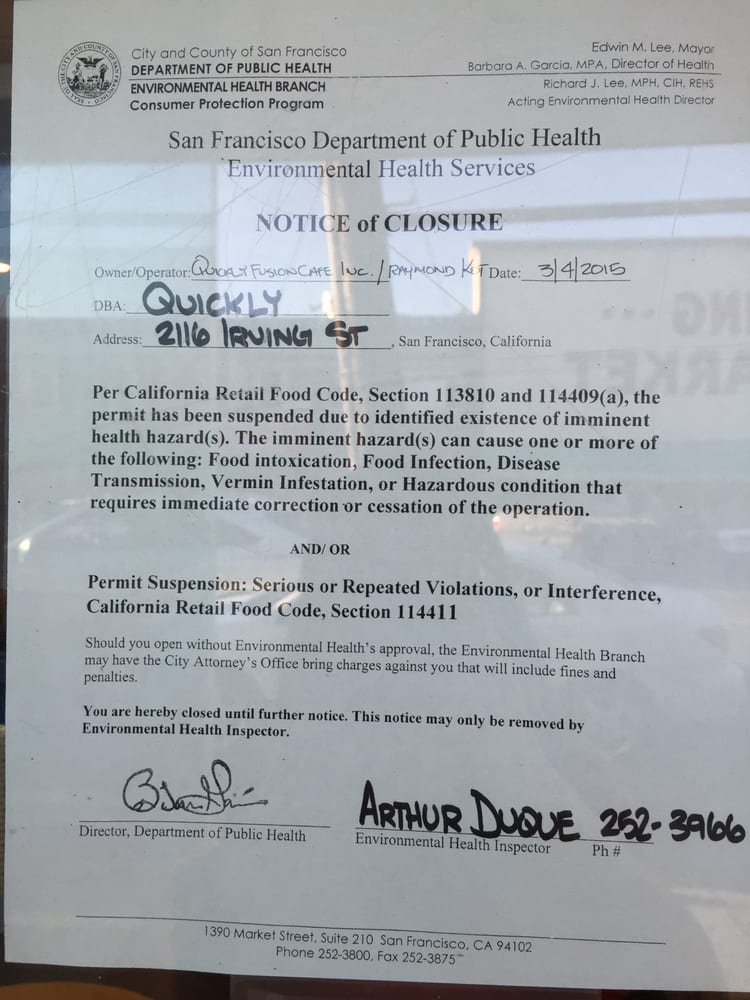 City and County of San Francisco
DEPARTMENT OF PUBLIC HEALTH
ENVIRONMENTAL HEALTH BRANCH
Consumer Protection Program
Edwin M. Lee, Mayor
Barbara A. Garcia, MPA, Director of Health
Richard J. Lee, MPH, CIH, REHS
Acting Environmental Health Director
San Francisco Department of Public Health
Environmental Health Services
NOTICE of CLOSURE
Owner/Operator: QUICKLY FUSION CAFE INC. / RAYMOND KIT Date: 3/4/2015
DBA: QUICKLY
Address: 2116 IRVING ST , San Francisco, California
Per California Retail Food Code, Section 113810 and 114409(a), the
permit has been suspended due to identified existence of imminent
health hazard(s). The imminent hazard(s) can cause one or more of
the following: Food intoxication, Food Infection, Disease
Transmission, Vermin Infestation, or Hazardous condition that
requires immediate correction or cessation of the operation.
AND/ OR
Permit Suspension: Serious or Repeated Violations, or Interference,
California Retail Food Code, Section 114411
Should you open without Environmental Health's approval, the Environmental Health Branch
may have the City Attorney's Office bring charges against you that will include fines and
penalties.
You are hereby closed until further notice. This notice may only be removed by
Environmental Health Inspector.
ARTHUR DUQUE 252-3966
Director, Department of Public Health
Environmental Health Inspector Ph #
1390 Market Street, Suite 210 San Francisco, CA 94102
Phone 252-3800, Fax 252-3875